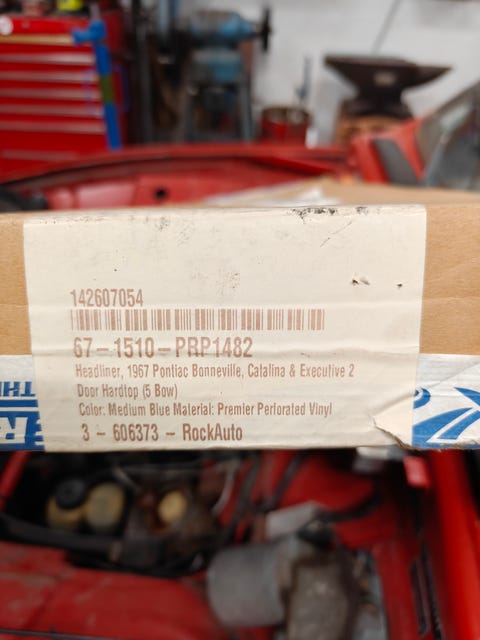 142607054
67-1510-PRP1482
Headliner, 1967 Pontiac Bonneville, Catalina & Executive 2
Door Hardtop (5 Bow)
Color: Medium Blue Material: Premier Perforated Vinyl
3 - 606373 - RockAuto